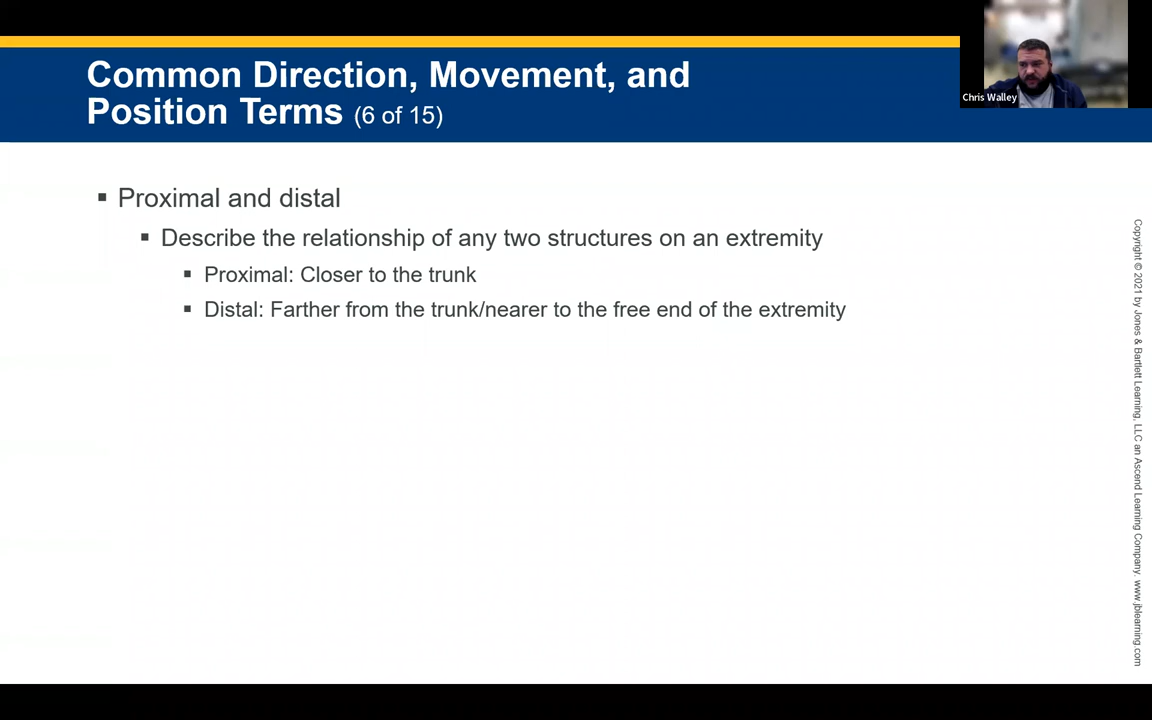 Common Direction, Movement, and
Position Terms (6 of 15)
Chris Walley
▪ Proximal and distal
▪ Describe the relationship of any two structures on an extremity
▪ Proximal: Closer to the trunk
▪ Distal: Farther from the trunk/nearer to the free end of the extremity
Copyright © 2021 by Jones & Bartlett Learning, LLC an Ascend Learning Company. www.jblearning.com